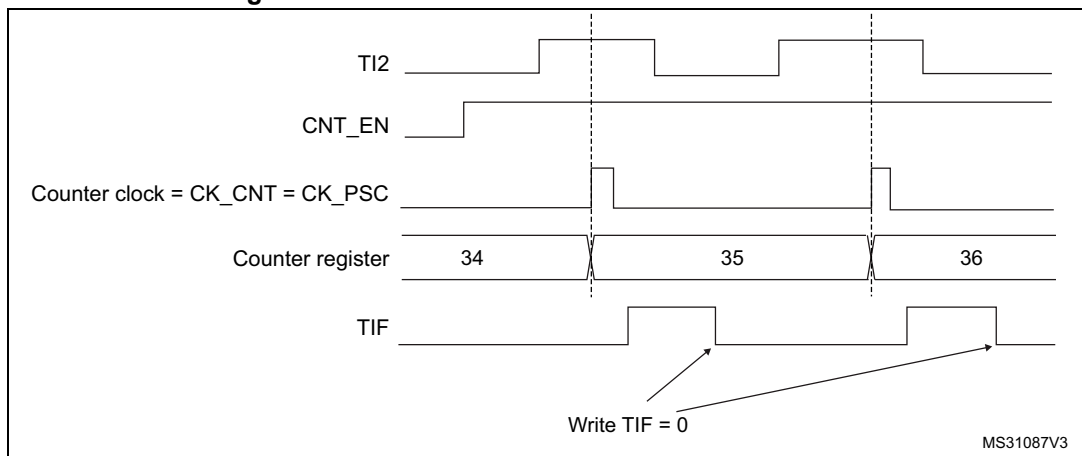 g
TI2
CNT_EN
Counter clock = CK_CNT = CK_PSC
Counter register 34 35 36
TIF
Write TIF = 0
MS31087V3